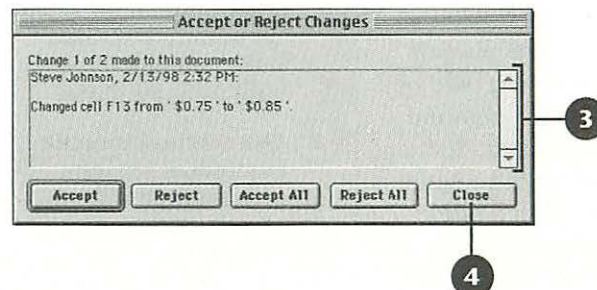 Accept or Reject Changes
Change 1 of 2 made to this document:
Steve Johnson, 2/13/98 2:32 PM:
Changed cell F13 from ' $0.75 ' to ' $0.85 '.
3
Accept Reject Accept All Reject All Close
4